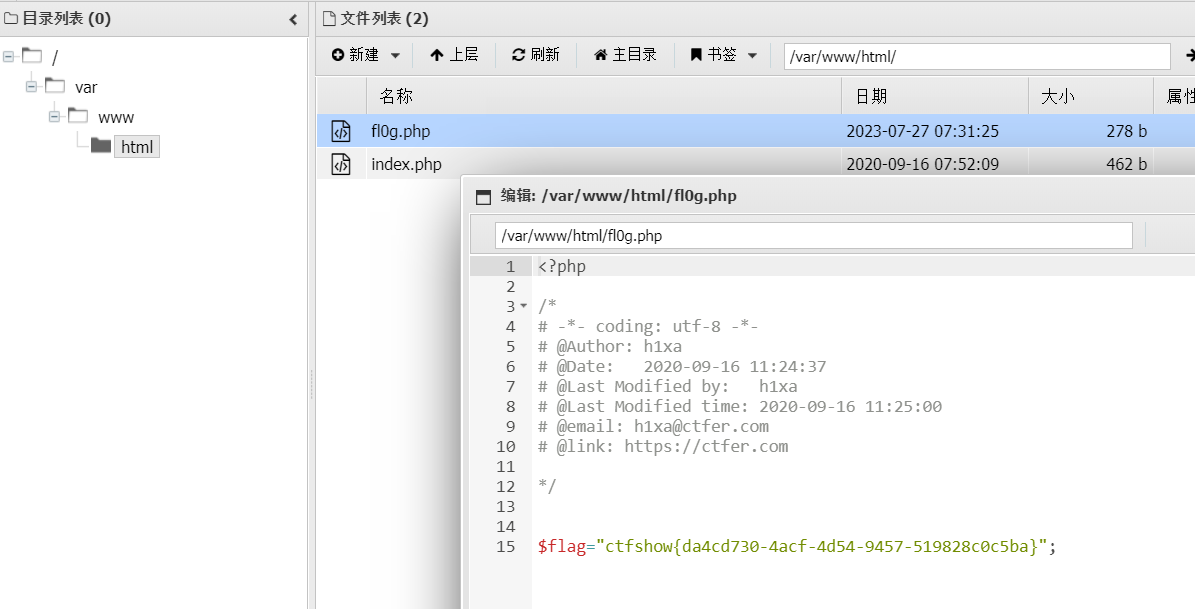 目录列表 (0)
/
var
www
html
文件列表 (2)
新建 上层 刷新 主目录 书签 /var/www/html/
名称 日期 大小 属性
fl0g.php 2023-07-27 07:31:25 278 b
index.php 2020-09-16 07:52:09 462 b
编辑: /var/www/html/fl0g.php
/var/www/html/fl0g.php
1 <?php
2
3 /*
4 # -*- coding: utf-8 -*-
5 # @Author: h1xa
6 # @Date:   2020-09-16 11:24:37
7 # @Last Modified by:   h1xa
8 # @Last Modified time: 2020-09-16 11:25:00
9 # @email: h1xa@ctfer.com
10 # @link: https://ctfer.com
11
12 */
13
14
15 $flag="ctfshow{da4cd730-4acf-4d54-9457-519828c0c5ba}";